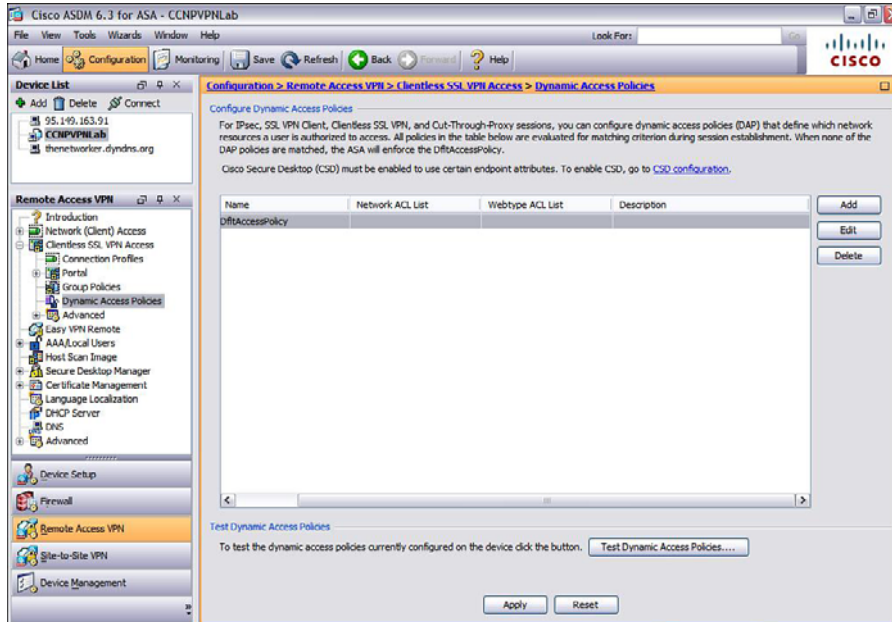 Cisco ASDM 6.3 for ASA - CCNPVPNLab
File View Tools Wizards Window Help
Look For:
Go
Home Configuration Monitoring Save Refresh Back Forward Help
CISCO
Device List
Add Delete Connect
95.149.163.91
CCNPVPNLab
thenetworker.dyndns.org
Remote Access VPN
Introduction
Network (Client) Access
Clientless SSL VPN Access
Connection Profiles
Portal
Group Policies
Dynamic Access Policies
Advanced
Easy VPN Remote
AAA/Local Users
Host Scan Image
Secure Desktop Manager
Certificate Management
Language Localization
DHCP Server
DNS
Advanced
Device Setup
Firewall
Remote Access VPN
Site-to-Site VPN
Device Management
Configuration > Remote Access VPN > Clientless SSL VPN Access > Dynamic Access Policies
Configure Dynamic Access Policies
For IPsec, SSL VPN Client, Clientless SSL VPN, and Cut-Through-Proxy sessions, you can configure dynamic access policies (DAP) that define which network
resources a user is authorized to access. All policies in the table below are evaluated for matching criterion during session establishment. When none of the
DAP policies are matched, the ASA will enforce the DfltAccessPolicy.
Cisco Secure Desktop (CSD) must be enabled to use certain endpoint attributes. To enable CSD, go to CSD configuration.
Name Network ACL List Webtype ACL List Description
DfltAccessPolicy
Add
Edit
Delete
Test Dynamic Access Policies
To test the dynamic access policies currently configured on the device click the button. Test Dynamic Access Policies....
Apply Reset